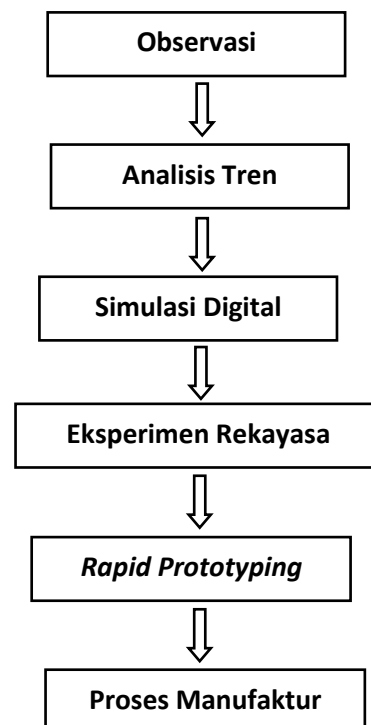 Observasi
Analisis Tren
Simulasi Digital
Eksperimen Rekayasa
Rapid Prototyping
Proses Manufaktur